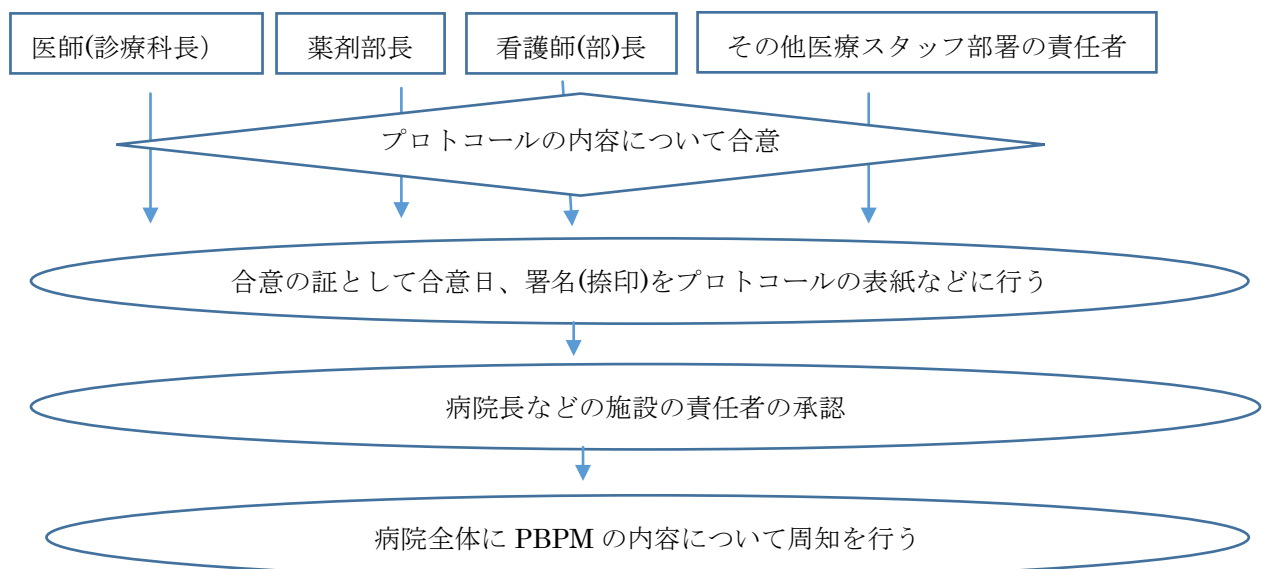 医師(診療科長）
薬剤部長
看護師(部)長
その他医療スタッフ部署の責任者
プロトコールの内容について合意
合意の証として合意日、署名(捺印)をプロトコールの表紙などに行う
病院長などの施設の責任者の承認
病院全体に PBPM の内容について周知を行う